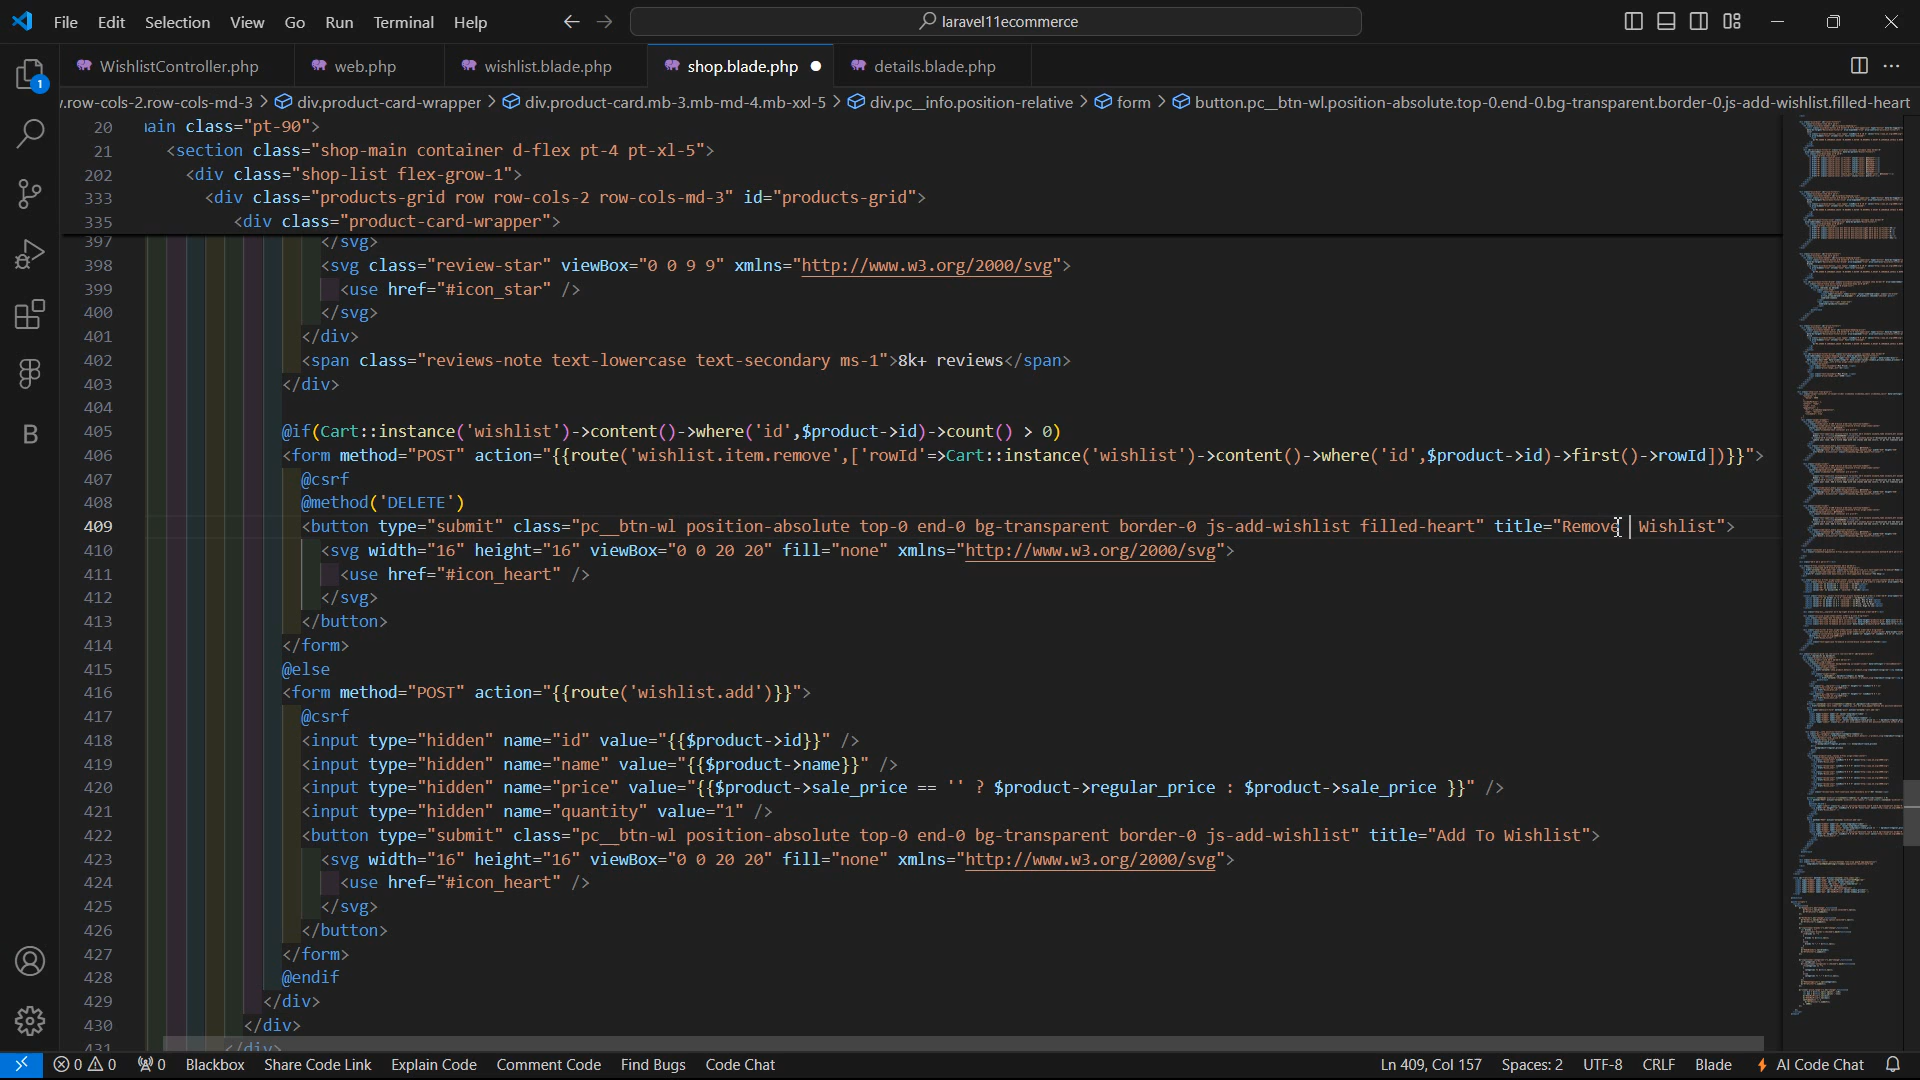 File Edit Selection View Go Run Terminal Help
laravel11ecommerce
WishlistController.php
web.php
wishlist.blade.php
shop.blade.php
details.blade.php
1
.row-cols-2.row-cols-md-3 > div.product-card-wrapper > div.product-card.mb-3.mb-md-4.mb-xxl-5 > div.pc__info.position-relative > form > button.pc__btn-wl.position-absolute.top-0.end-0.bg-transparent.border-0.js-add-wishlist.filled-heart
20 ain class="pt-90">
21 <section class="shop-main container d-flex pt-4 pt-xl-5">
202 <div class="shop-list flex-grow-1">
333 <div class="products-grid row row-cols-2 row-cols-md-3" id="products-grid">
335 <div class="product-card-wrapper">
397 </svg>
398 <svg class="review-star" viewBox="0 0 9 9" xmlns="http://www.w3.org/2000/svg">
399 <use href="#icon_star" />
400 </svg>
401 </div>
402 <span class="reviews-note text-lowercase text-secondary ms-1">8k+ reviews</span>
403 </div>
404
405 @if(Cart::instance('wishlist')->content()->where('id',$product->id)->count() > 0)
406 <form method="POST" action="{{route('wishlist.item.remove',['rowId'=>Cart::instance('wishlist')->content()->where('id',$product->id)->first()->rowId])}}">
407 @csrf
408 @method('DELETE')
409 <button type="submit" class="pc__btn-wl position-absolute top-0 end-0 bg-transparent border-0 js-add-wishlist filled-heart" title="Remove  Wishlist">
410 <svg width="16" height="16" viewBox="0 0 20 20" fill="none" xmlns="http://www.w3.org/2000/svg">
411 <use href="#icon_heart" />
412 </svg>
413 </button>
414 </form>
415 @else
416 <form method="POST" action="{{route('wishlist.add')}}">
417 @csrf
418 <input type="hidden" name="id" value="{{$product->id}}" />
419 <input type="hidden" name="name" value="{{$product->name}}" />
420 <input type="hidden" name="price" value="{{$product->sale_price == '' ? $product->regular_price : $product->sale_price }}" />
421 <input type="hidden" name="quantity" value="1" />
422 <button type="submit" class="pc__btn-wl position-absolute top-0 end-0 bg-transparent border-0 js-add-wishlist" title="Add To Wishlist">
423 <svg width="16" height="16" viewBox="0 0 20 20" fill="none" xmlns="http://www.w3.org/2000/svg">
424 <use href="#icon_heart" />
425 </svg>
426 </button>
427 </form>
428 @endif
429 </div>
430 </div>
431 </div>
B
0 0 0 Blackbox Share Code Link Explain Code Comment Code Find Bugs Code Chat Ln 409, Col 157 Spaces: 2 UTF-8 CRLF Blade AI Code Chat